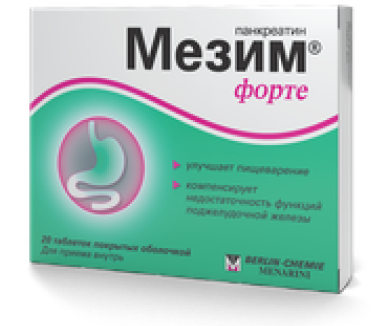 панкреатин
Мезим®
форте
улучшает пищеварение
компенсирует
недостаточность функций
поджелудочной железы
20 таблеток покрытых оболочкой
Для приема внутрь
BERLIN-CHEMIE
MENARINI